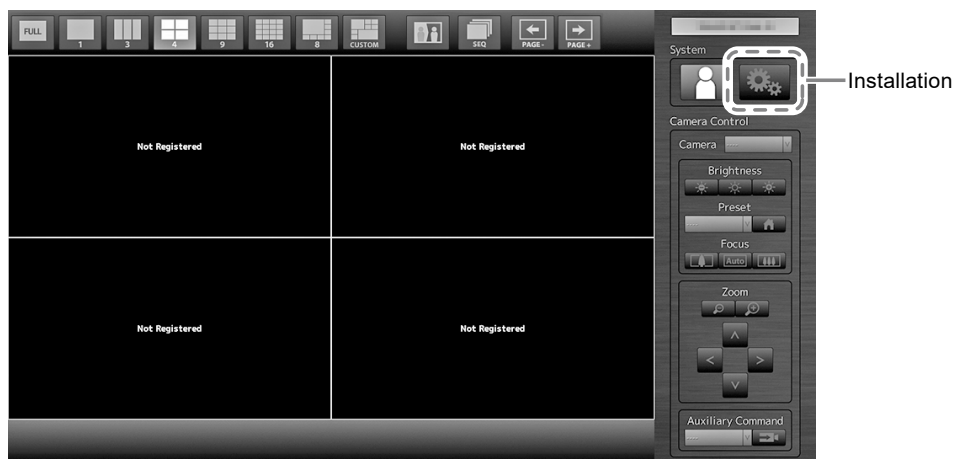 FULL
1
3
4
9
16
8
CUSTOM
SEQ
PAGE-
PAGE+
System
Installation
Camera Control
Camera ----
Brightness
Preset
----
Focus
Auto
Zoom
Auxiliary Command
----
Not Registered
Not Registered
Not Registered
Not Registered